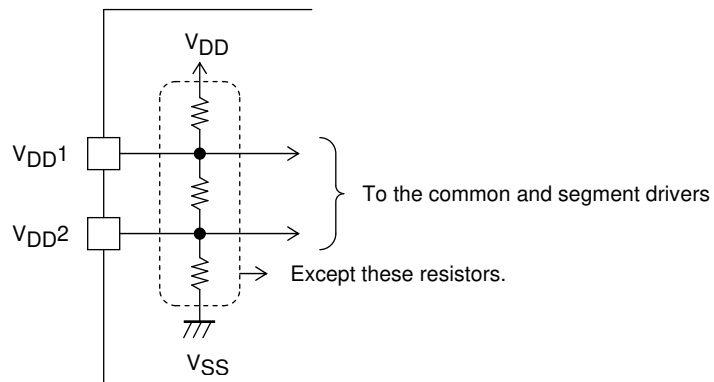 VDD
VDD1
To the common and segment drivers
VDD2
Except these resistors.
VSS